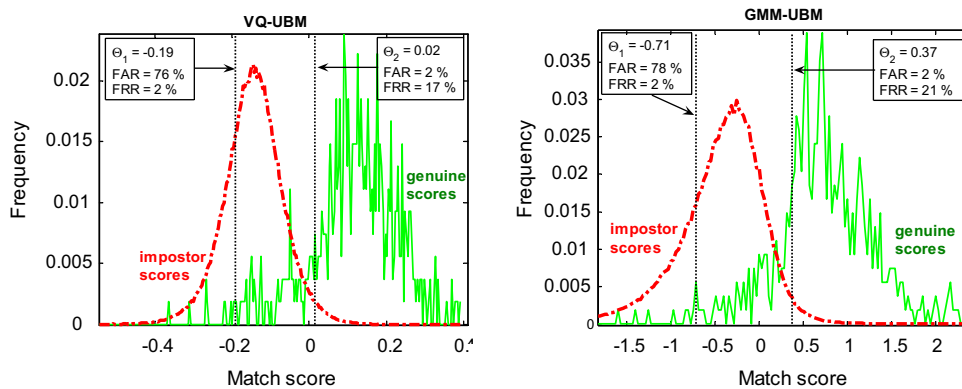 VQ-UBM
Θ1 = -0.19
FAR = 76 %
FRR = 2 %
Θ2 = 0.02
FAR = 2 %
FRR = 17 %
0.02
0.015
0.01
0.005
0
Frequency
impostor
scores
genuine
scores
-0.4
-0.2
0
0.2
0.4
Match score
GMM-UBM
Θ1 = -0.71
FAR = 78 %
FRR = 2 %
Θ2 = 0.37
FAR = 2 %
FRR = 21 %
0.035
0.03
0.025
0.02
0.015
0.01
0.005
0
Frequency
impostor
scores
genuine
scores
-1.5
-1
-0.5
0
0.5
1
1.5
2
Match score